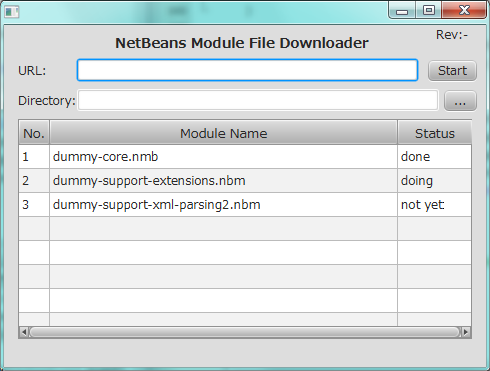 NetBeans Module File Downloader
Rev:-
URL:
Start
Directory:
...
No. Module Name Status
1 dummy-core.nmb done
2 dummy-support-extensions.nbm doing
3 dummy-support-xml-parsing2.nbm not yet